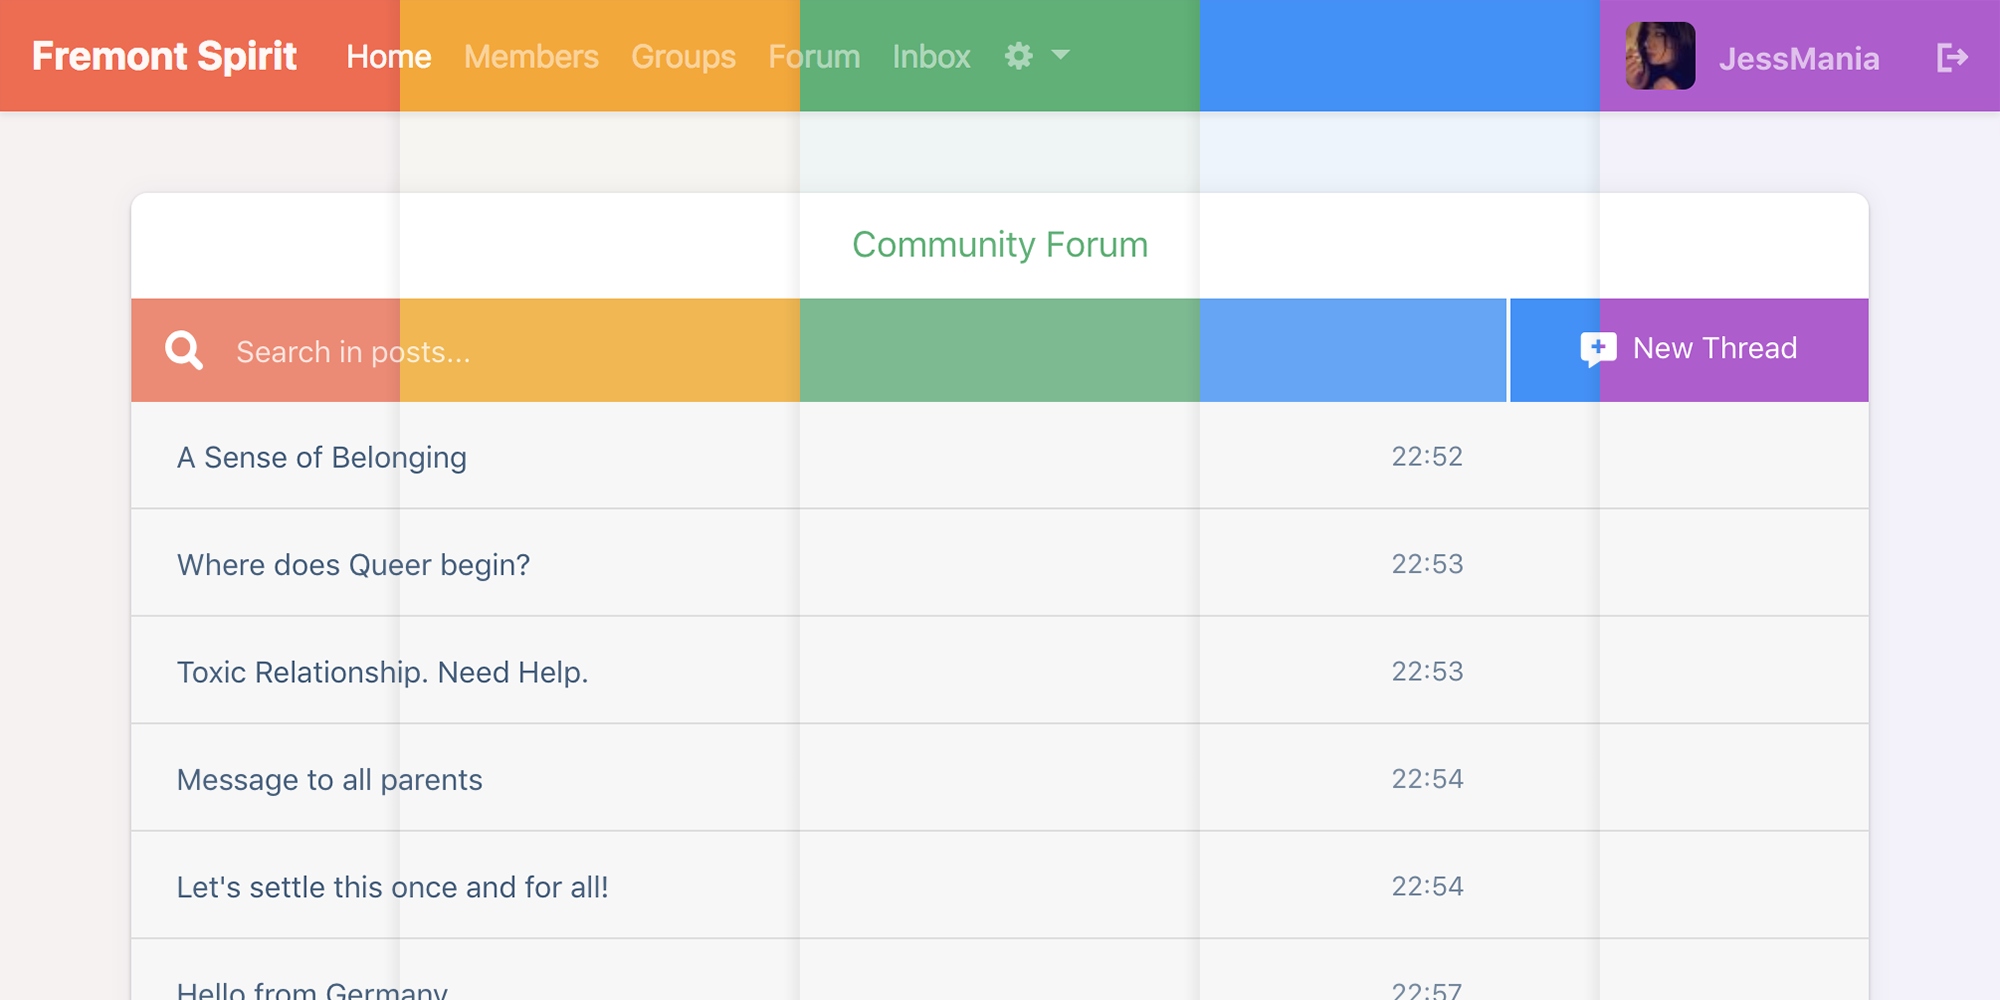 Fremont Spirit Home Members Groups Forum Inbox JessMania
Community Forum
Search in posts... New Thread
A Sense of Belonging 22:52
Where does Queer begin? 22:53
Toxic Relationship. Need Help. 22:53
Message to all parents 22:54
Let's settle this once and for all! 22:54
Hello from Germany 22:57